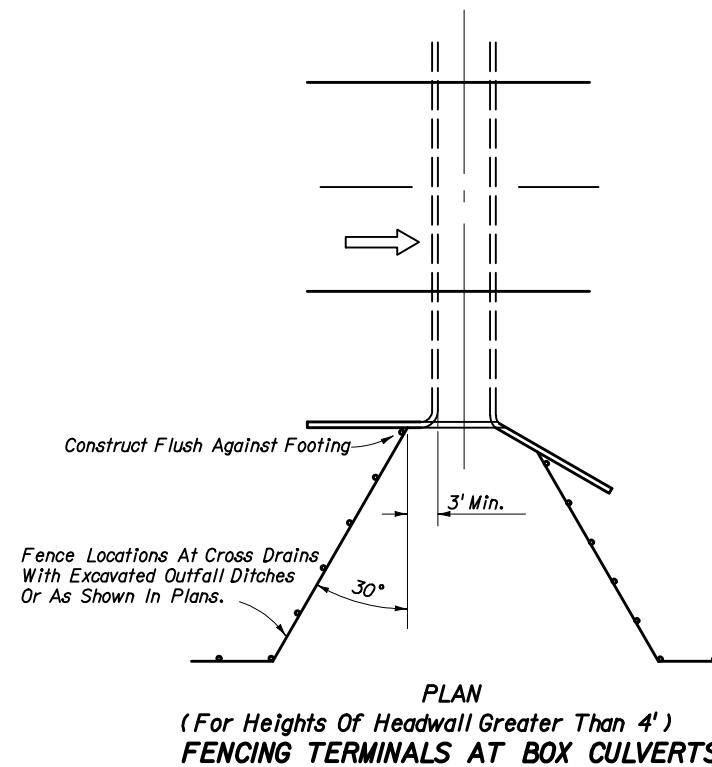 Construct Flush Against Footing
3' Min.
Fence Locations At Cross Drains
With Excavated Outfall Ditches
Or As Shown In Plans.
30°
PLAN
(For Heights Of Headwall Greater Than 4')
FENCING TERMINALS AT BOX CULVERTS